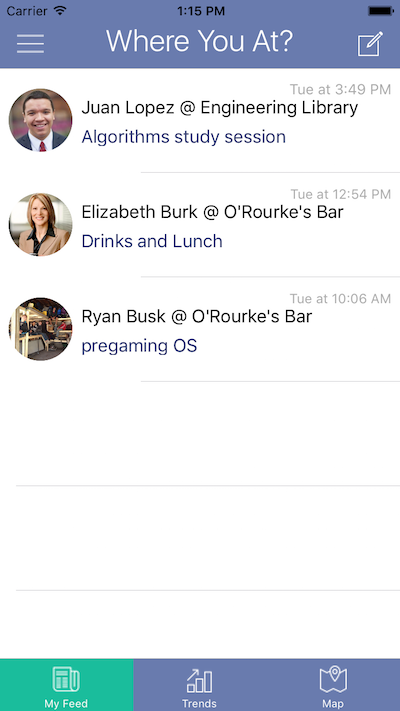 Carrier 1:15 PM
Where You At?
Tue at 3:49 PM
Juan Lopez @ Engineering Library
Algorithms study session
Tue at 12:54 PM
Elizabeth Burk @ O'Rourke's Bar
Drinks and Lunch
Tue at 10:06 AM
Ryan Busk @ O'Rourke's Bar
pregaming OS
My Feed Trends Map